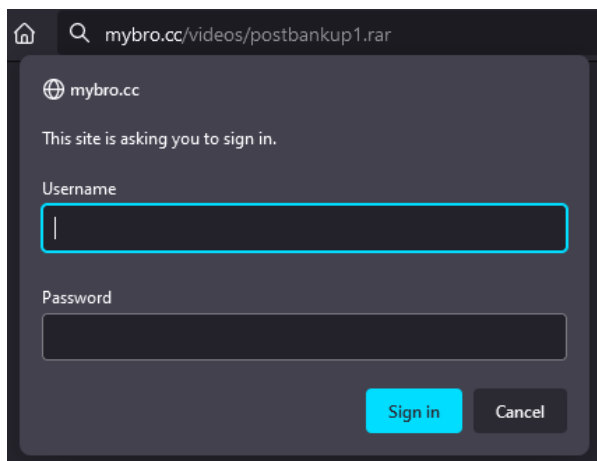 mybro.cc/videos/postbankup1.rar
mybro.cc
This site is asking you to sign in.
Username
Password
Sign in Cancel